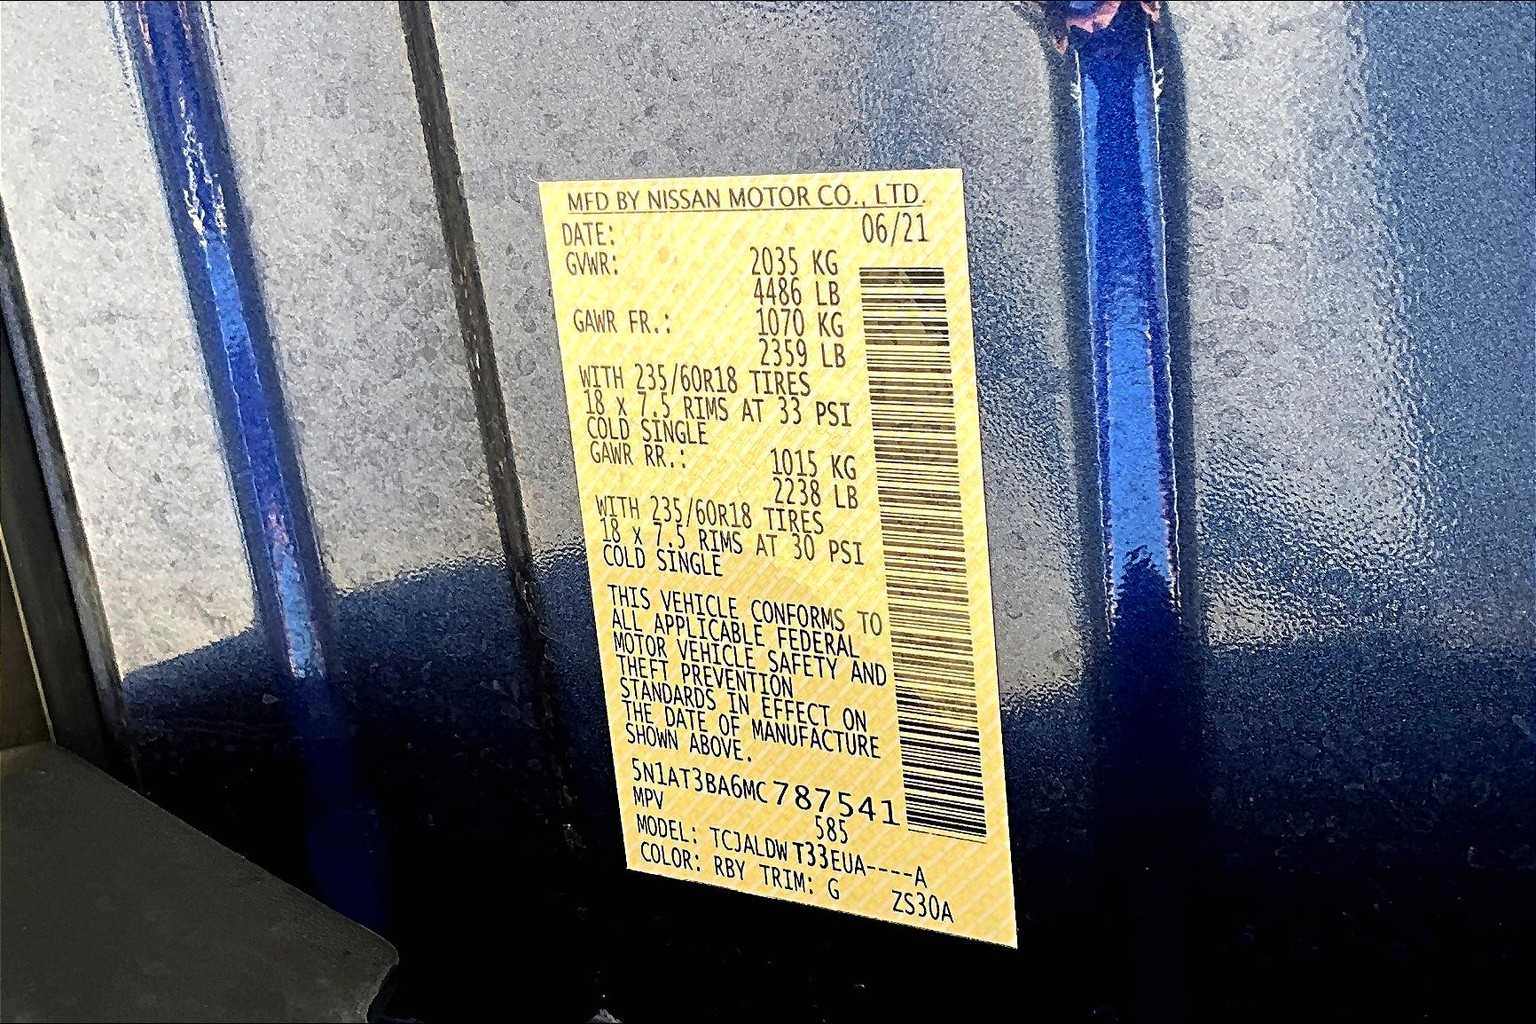 MFD BY NISSAN MOTOR CO., LTD.
DATE: 06/21
GVWR: 2035 KG
4486 LB
GAWR FR.: 1070 KG
2359 LB
WITH 235/60R18 TIRES
18 x 7.5 RIMS AT 33 PSI
COLD SINGLE
GAWR RR.: 1015 KG
2238 LB
WITH 235/60R18 TIRES
18 x 7.5 RIMS AT 30 PSI
COLD SINGLE
THIS VEHICLE CONFORMS TO
ALL APPLICABLE FEDERAL
MOTOR VEHICLE SAFETY AND
THEFT PREVENTION
STANDARDS IN EFFECT ON
THE DATE OF MANUFACTURE
SHOWN ABOVE.
5N1AT3BA6MC787541
MPV 585
MODEL: TCJALDWT33EUA----A
COLOR: RBY TRIM: G ZS30A